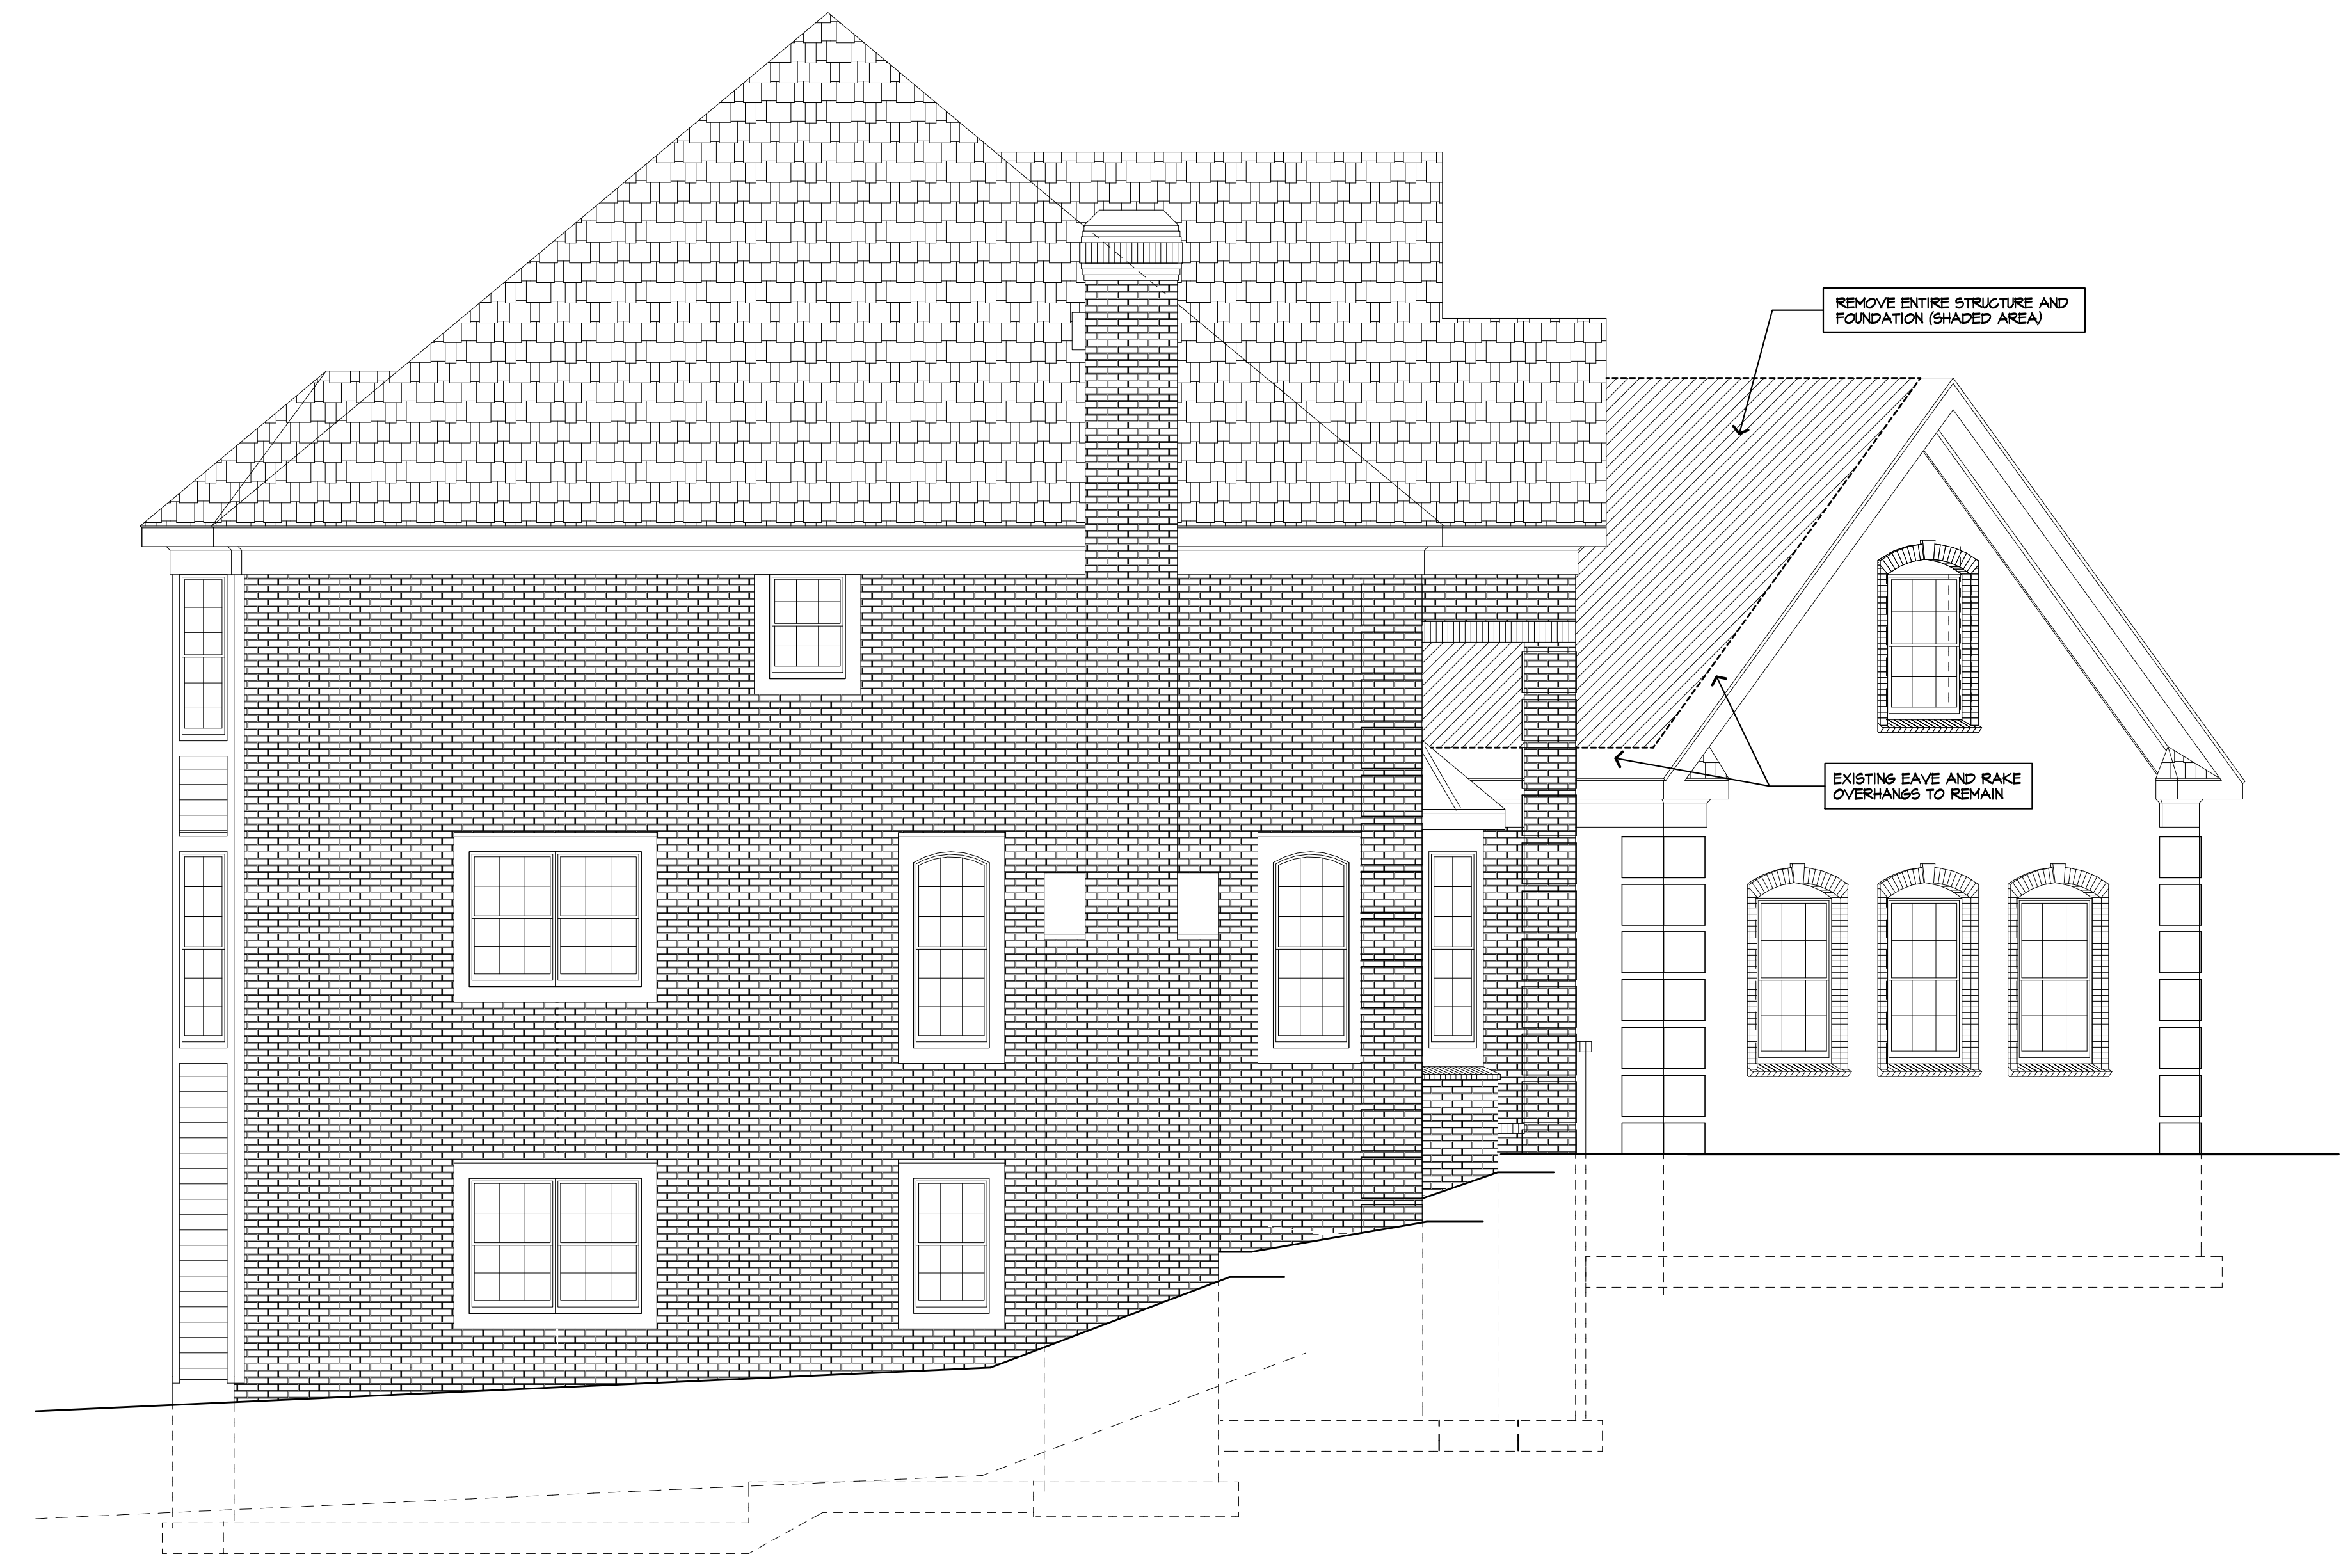 REMOVE ENTIRE STRUCTURE AND
FOUNDATION (SHADED AREA)
EXISTING EAVE AND RAKE
OVERHANGS TO REMAIN